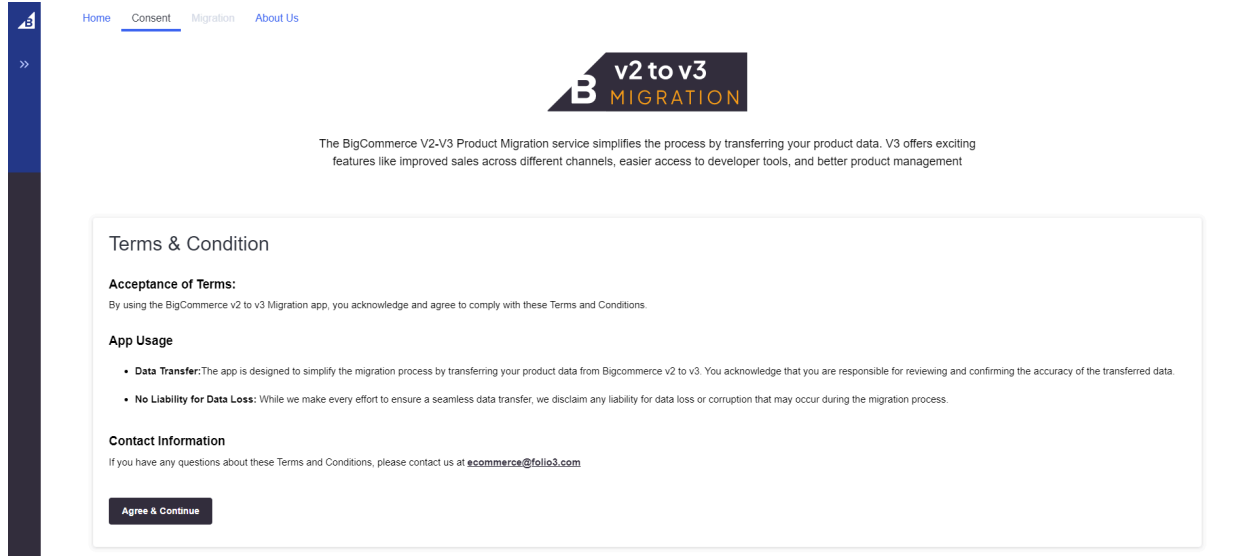 B
Home Consent Migration About Us
B v2 to v3
MIGRATION
The BigCommerce V2-V3 Product Migration service simplifies the process by transferring your product data. V3 offers exciting
features like improved sales across different channels, easier access to developer tools, and better product management
Terms & Condition
Acceptance of Terms:
By using the BigCommerce v2 to v3 Migration app, you acknowledge and agree to comply with these Terms and Conditions.
App Usage
• Data Transfer:The app is designed to simplify the migration process by transferring your product data from Bigcommerce v2 to v3. You acknowledge that you are responsible for reviewing and confirming the accuracy of the transferred data.
• No Liability for Data Loss: While we make every effort to ensure a seamless data transfer, we disclaim any liability for data loss or corruption that may occur during the migration process.
Contact Information
If you have any questions about these Terms and Conditions, please contact us at ecommerce@folio3.com
Agree & Continue